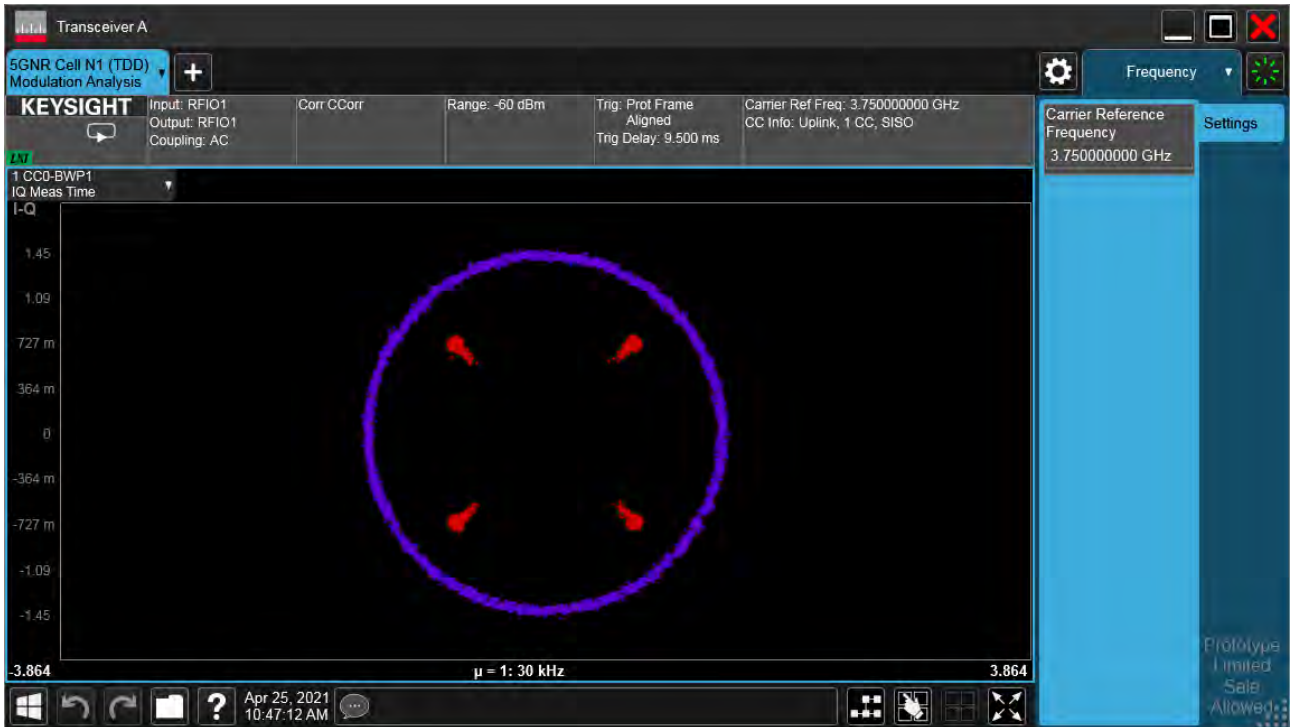 Transceiver A
5GNR Cell N1 (TDD)
Modulation Analysis
+
Frequency
KEYSIGHT
LXI
Input: RFIO1
Output: RFIO1
Coupling: AC
Corr CCorr
Range: -60 dBm
Trig: Prot Frame
Aligned
Trig Delay: 9.500 ms
Carrier Ref Freq: 3.750000000 GHz
CC Info: Uplink, 1 CC, SISO
Carrier Reference
Frequency
3.750000000 GHz
Settings
1 CC0-BWP1
IQ Meas Time
I-Q
1.45
1.09
727 m
364 m
0
-364 m
-727 m
-1.09
-1.45
-3.864
µ = 1: 30 kHz
3.864
Prototype
Limited
Sale
Allowed
?
Apr 25, 2021
10:47:12 AM